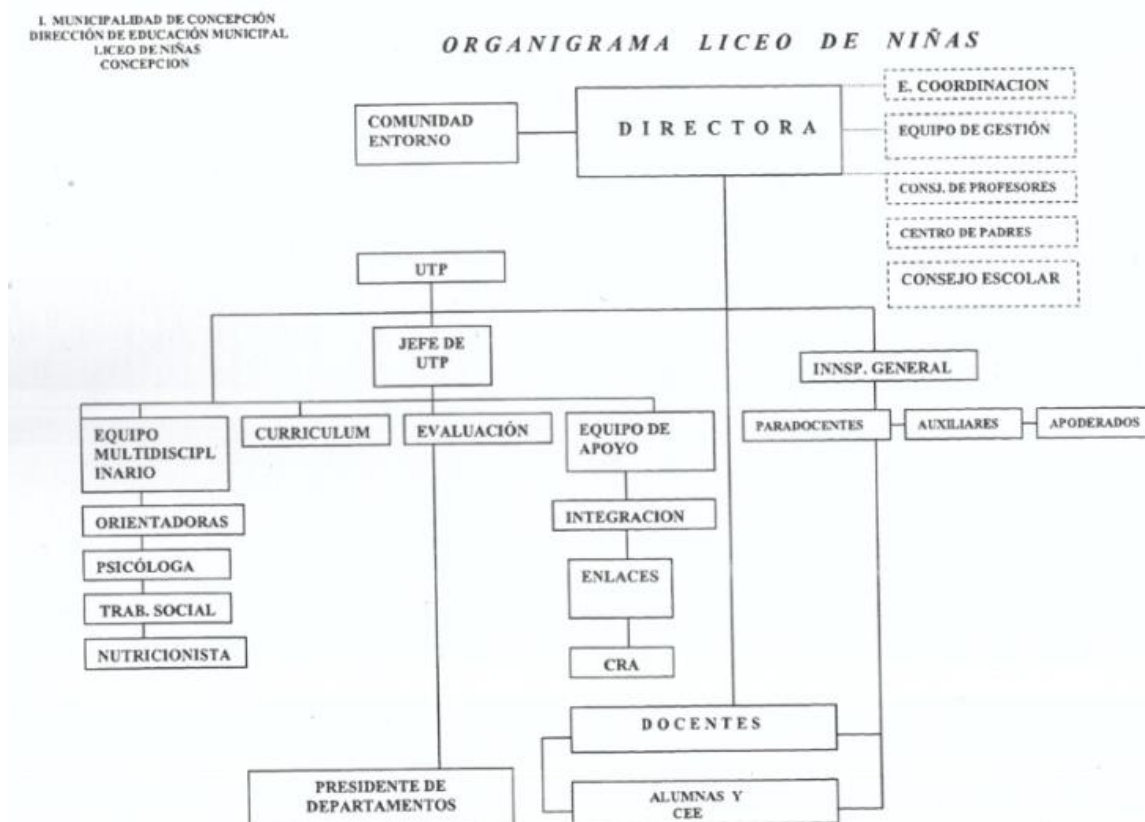 I. MUNICIPALIDAD DE CONCEPCIÓN
DIRECCIÓN DE EDUCACIÓN MUNICIPAL
LICEO DE NIÑAS
CONCEPCION
ORGANIGRAMA LICEO DE NIÑAS
COMUNIDAD
ENTORNO
DIRECTORA
E. COORDINACION
EQUIPO DE GESTIÓN
CONSJ. DE PROFESORES
CENTRO DE PADRES
CONSEJO ESCOLAR
UTP
JEFE DE
UTP
INNSP. GENERAL
EQUIPO
MULTIDISCIPL
INARIO
CURRICULUM
EVALUACIÓN
EQUIPO DE
APOYO
PARADOCENTES
AUXILIARES
APODERADOS
ORIENTADORAS
PSICÓLOGA
TRAB. SOCIAL
NUTRICIONISTA
INTEGRACION
ENLACES
CRA
DOCENTES
PRESIDENTE DE
DEPARTAMENTOS
ALUMNAS Y
CEE